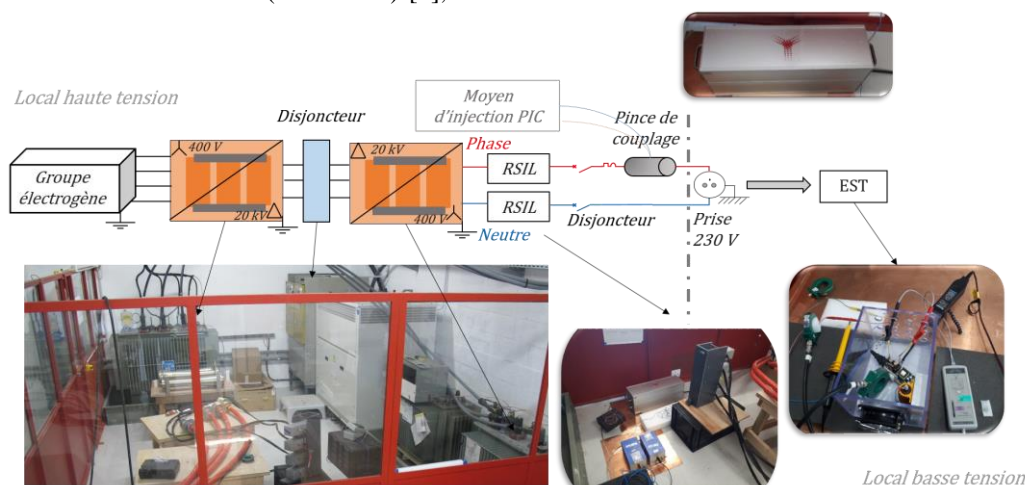 Local haute tension
Moyen
d'injection PIC
Pince de
couplage
Disjoncteur
Groupe
électrogène
400 V
20 kV
20 kV
400 V
Phase
RSIL
RSIL
Neutre
Disjoncteur
Prise
230 V
EST
Local basse tension